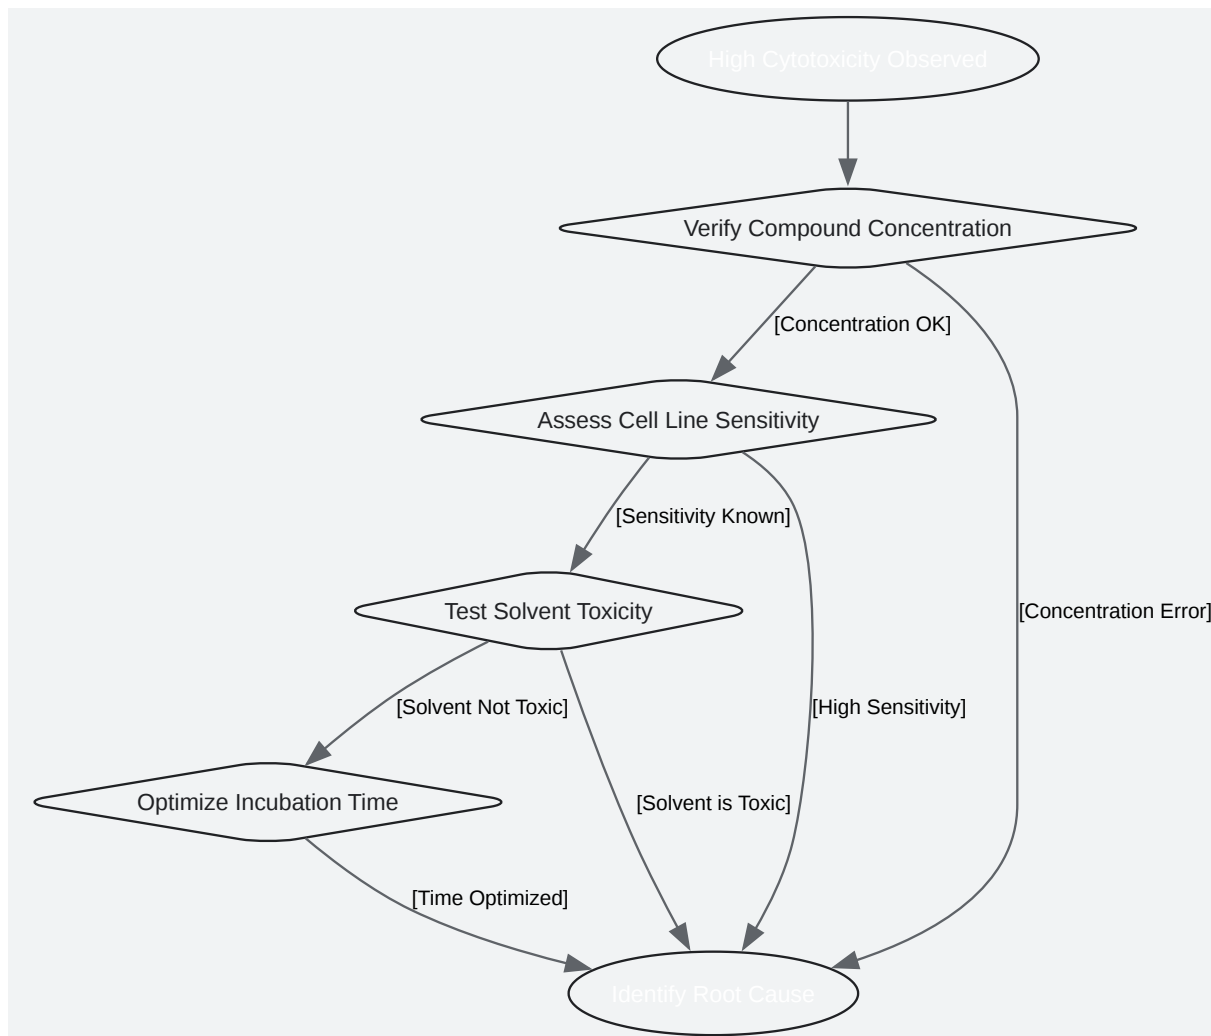 High Cytotoxicity Observed
Verify Compound Concentration
[Concentration OK]
Assess Cell Line Sensitivity
[Sensitivity Known]
Test Solvent Toxicity
[Concentration Error]
[Solvent Not Toxic]
[High Sensitivity]
Optimize Incubation Time
[Solvent is Toxic]
[Time Optimized]
Identify Root Cause